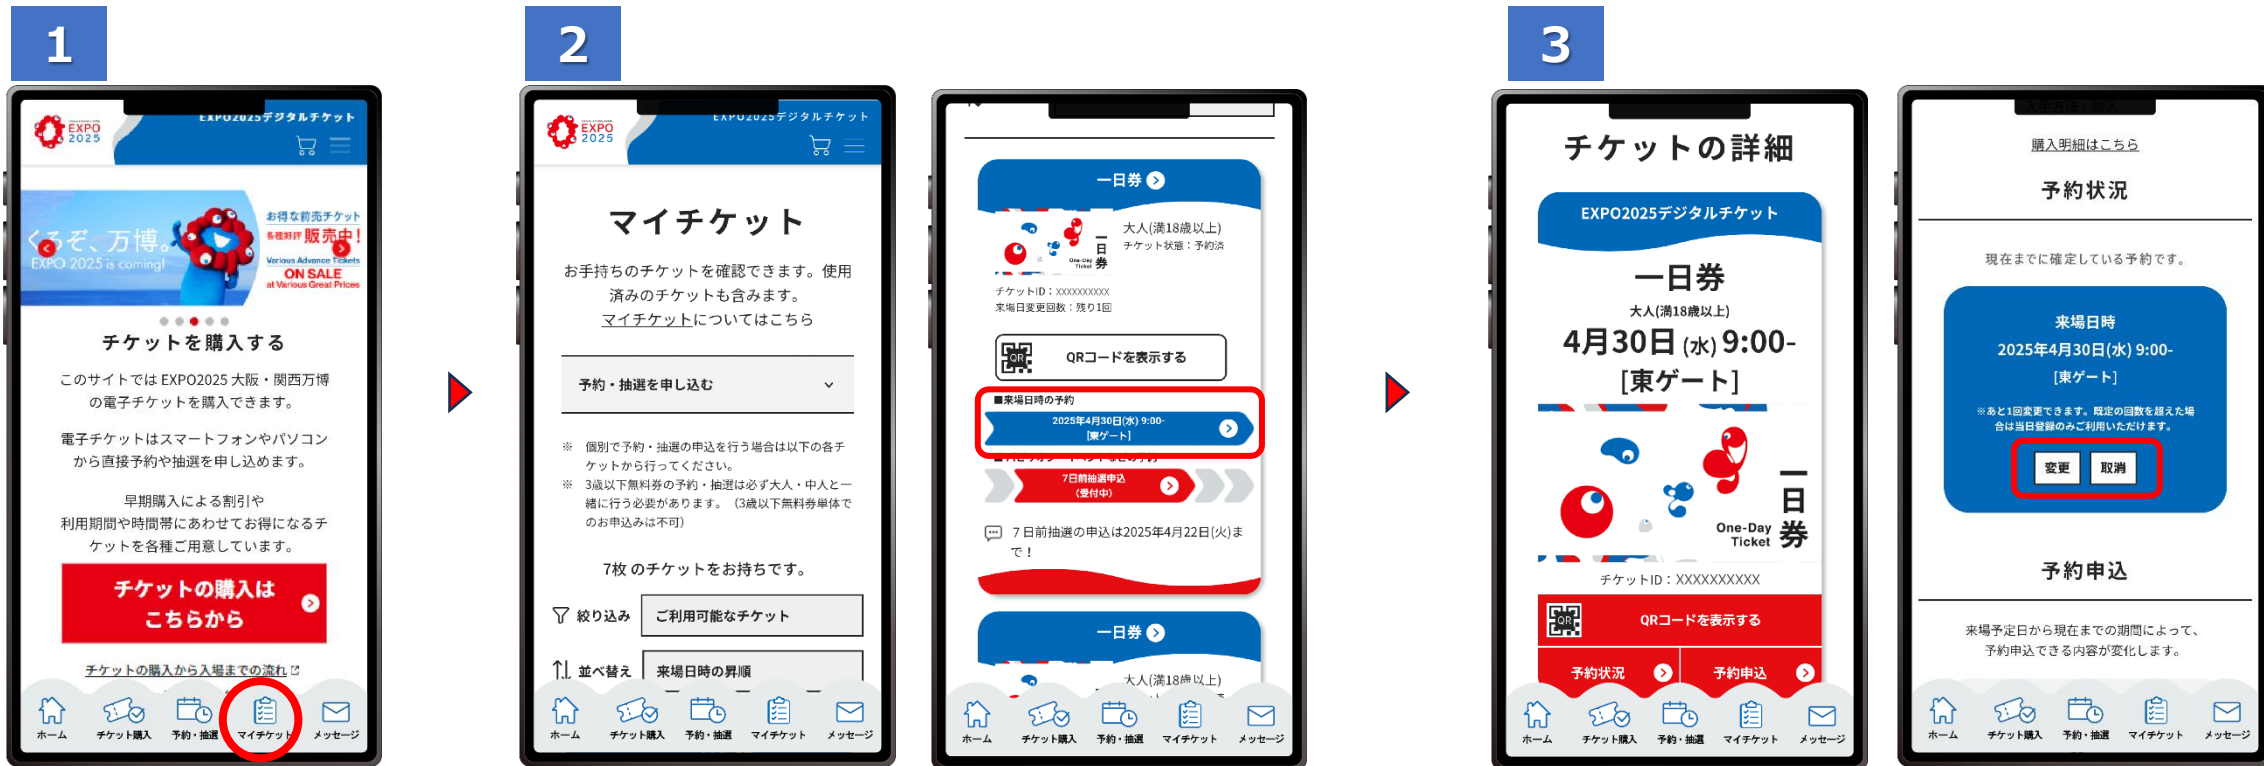 1
EXPO
2025
EXPO2025デジタルチケット
くるぞ、万博。
EXPO 2025 is coming!
お得な前売チケット
各種好評 販売中!
Various Advance Tickets
ON SALE
at Various Great Prices
チケットを購入する
このサイトでは EXPO2025 大阪・関西万博
の電子チケットを購入できます。
電子チケットはスマートフォンやパソコン
から直接予約や抽選を申し込めます。
早期購入による割引や
利用期間や時間帯にあわせてお得になるチ
ケットを各種ご用意しています。
チケットの購入は
こちらから
チケットの購入から入場までの流れ
ホーム
チケット購入
予約・抽選
マイチケット
メッセージ
2
EXPO
2025
EXPO2025デジタルチケット
マイチケット
お手持ちのチケットを確認できます。使用
済みのチケットも含みます。
マイチケットについてはこちら
予約・抽選を申し込む
※ 個別で予約・抽選の申込を行う場合は以下の各チ
ケットから行ってください。
※ 3歳以下無料券の予約・抽選は必ず大人・中人と一
緒に行う必要があります。（3歳以下無料券単体で
のお申込みは不可）
7枚 のチケットをお持ちです。
絞り込み
ご利用可能なチケット
並べ替え
来場日時の昇順
ホーム
チケット購入
予約・抽選
マイチケット
メッセージ
一日券
一日券
One-Day
Ticket
大人(満18歳以上)
チケット状態：予約済
チケットID：XXXXXXXXXX
来場日変更回数：残り1回
QR
QRコードを表示する
■来場日時の予約
2025年4月30日(水) 9:00-
[東ゲート]
7日前抽選申込
(受付中)
７日前抽選の申込は2025年4月22日(火)ま
で！
一日券
大人(満18歳以上)
ホーム
チケット購入
予約・抽選
マイチケット
メッセージ
3
チケットの詳細
EXPO2025デジタルチケット
一日券
大人(満18歳以上)
4月30日 (水) 9:00-
[東ゲート]
一日券
One-Day
Ticket
チケットID：XXXXXXXXXX
QR
QRコードを表示する
予約状況
予約申込
ホーム
チケット購入
予約・抽選
マイチケット
メッセージ
入手方法：購入
購入明細はこちら
予約状況
現在までに確定している予約です。
来場日時
2025年4月30日(水) 9:00-
[東ゲート]
※あと1回変更できます。既定の回数を超えた場
合は当日登録のみご利用いただけます。
変更
取消
予約申込
来場予定日から現在までの期間によって、
予約申込できる内容が変化します。
ホーム
チケット購入
予約・抽選
マイチケット
メッセージ